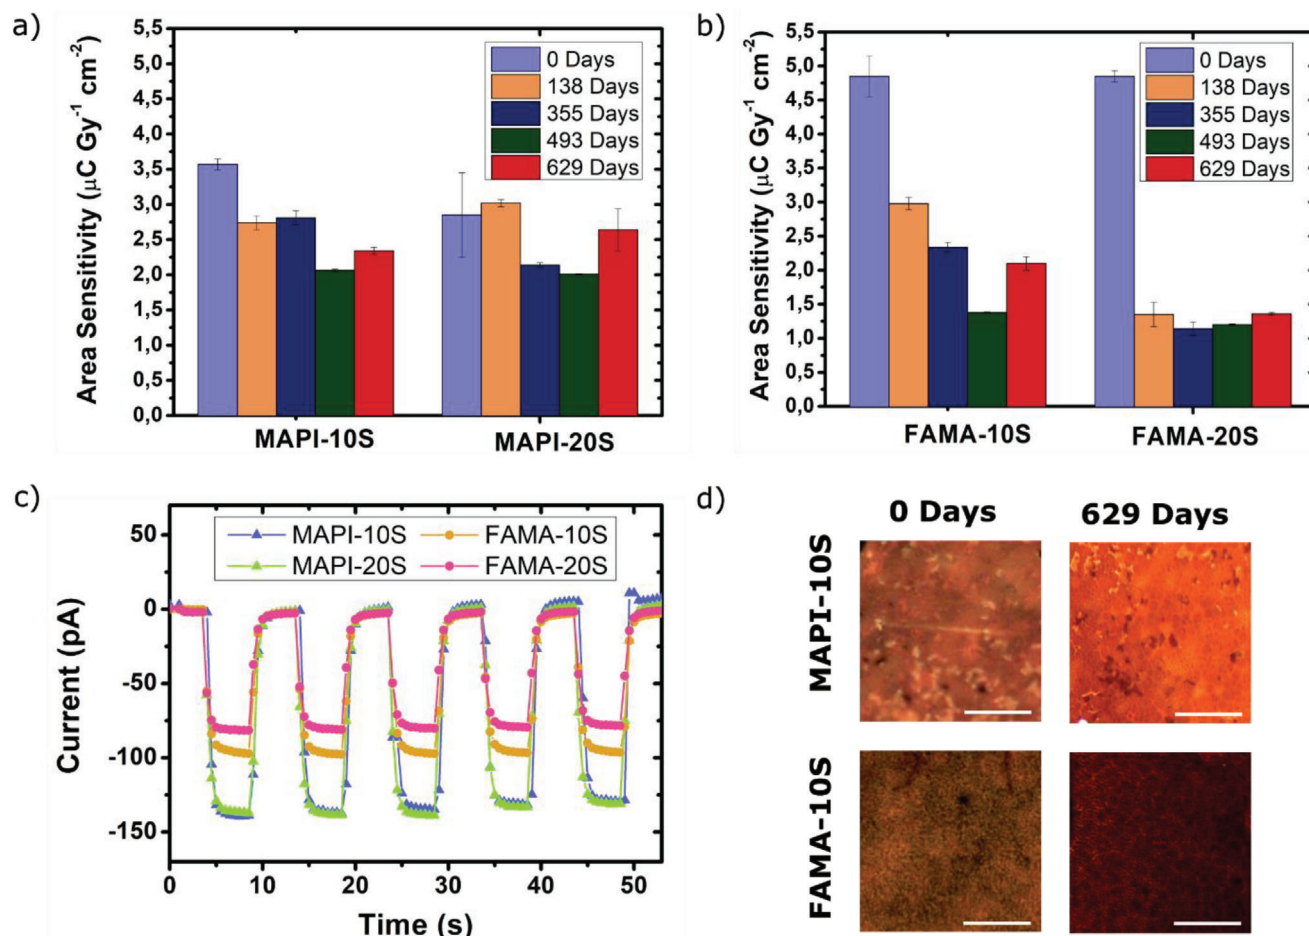 a)
Area Sensitivity (μC Gy-1 cm-2)
5,5
5,0
4,5
4,0
3,5
3,0
2,5
2,0
1,5
1,0
0,5
0,0
0 Days
138 Days
355 Days
493 Days
629 Days
MAPI-10S
MAPI-20S
b)
Area Sensitivity (μC Gy-1 cm-2)
5,5
5,0
4,5
4,0
3,5
3,0
2,5
2,0
1,5
1,0
0,5
0,0
0 Days
138 Days
355 Days
493 Days
629 Days
FAMA-10S
FAMA-20S
c)
Current (pA)
50
0
-50
-100
-150
MAPI-10S
FAMA-10S
MAPI-20S
FAMA-20S
0
10
20
30
40
50
Time (s)
d)
0 Days
629 Days
MAPI-10S
FAMA-10S